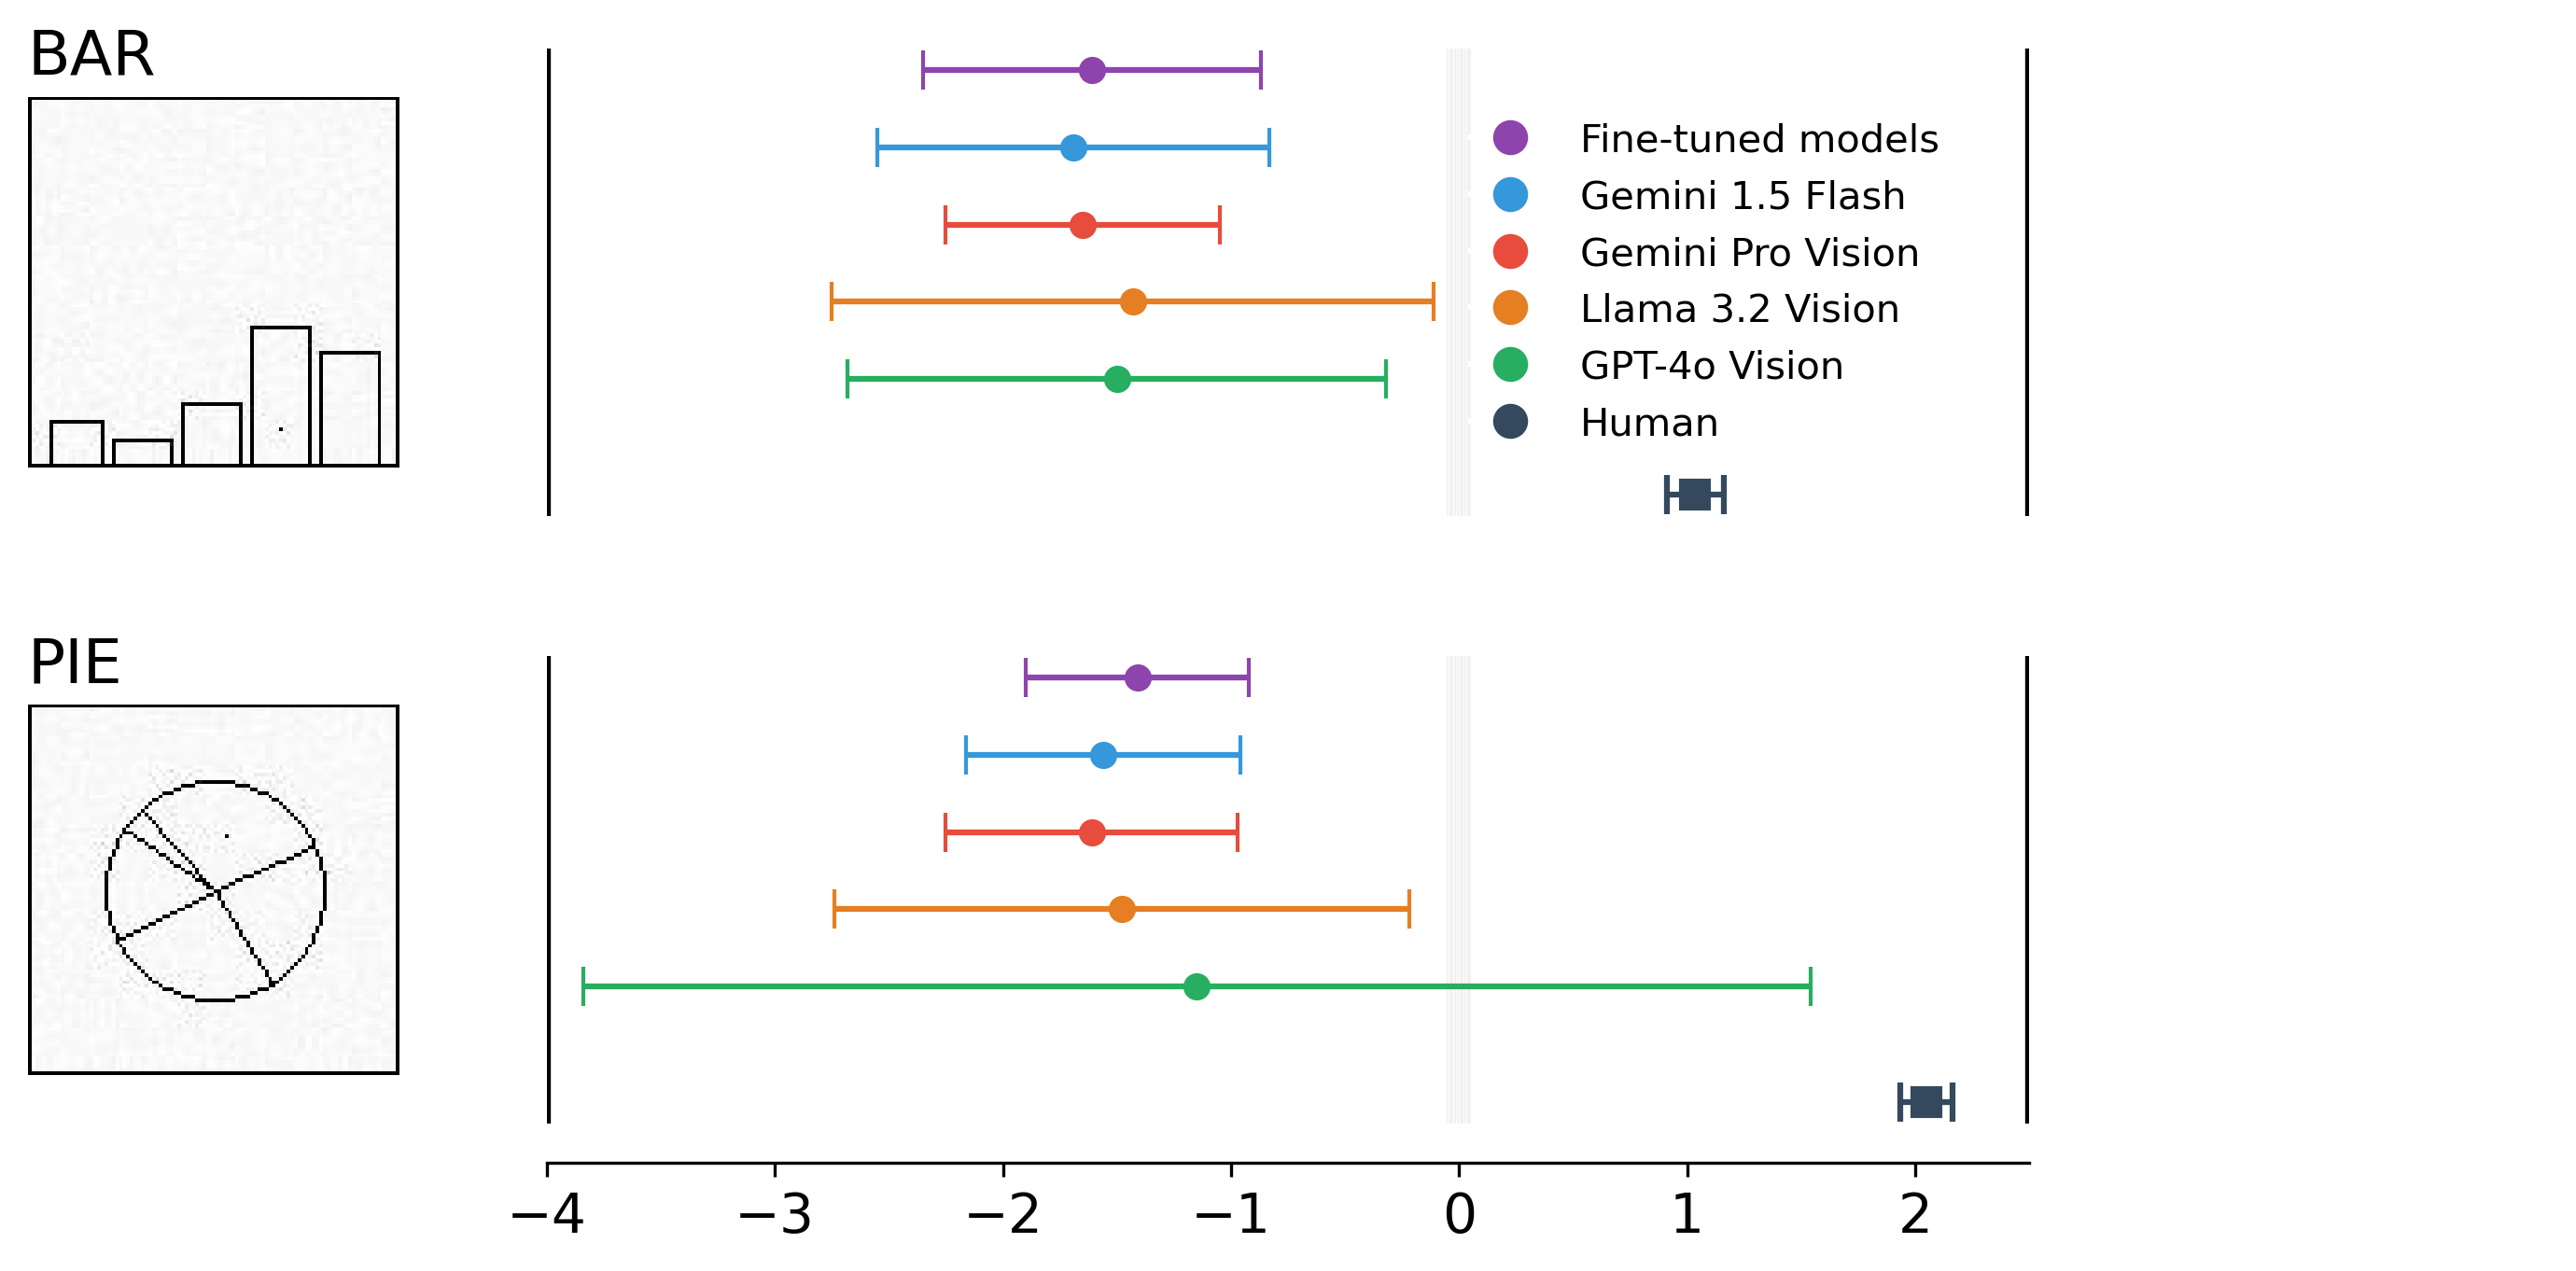 BAR
Fine-tuned models
Gemini 1.5 Flash
Gemini Pro Vision
Llama 3.2 Vision
GPT-4o Vision
Human
PIE
−4 −3 −2 −1 0 1 2